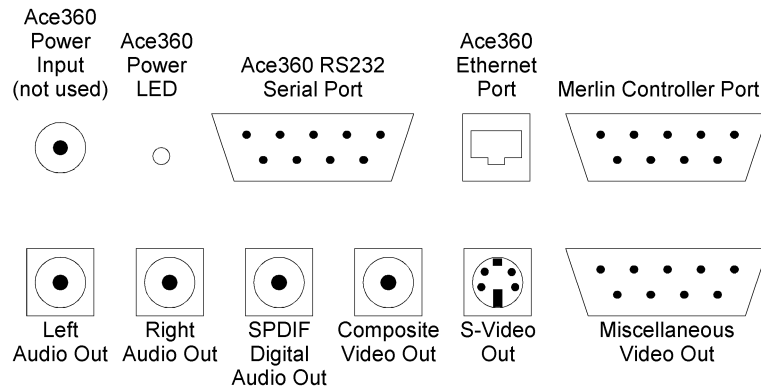 Ace360
Power
Input
(not used)
Ace360
Power
LED
Ace360 RS232
Serial Port
Ace360
Ethernet
Port
Merlin Controller Port
Left
Audio Out
Right
Audio Out
SPDIF
Digital
Audio Out
Composite
Video Out
S-Video
Out
Miscellaneous
Video Out